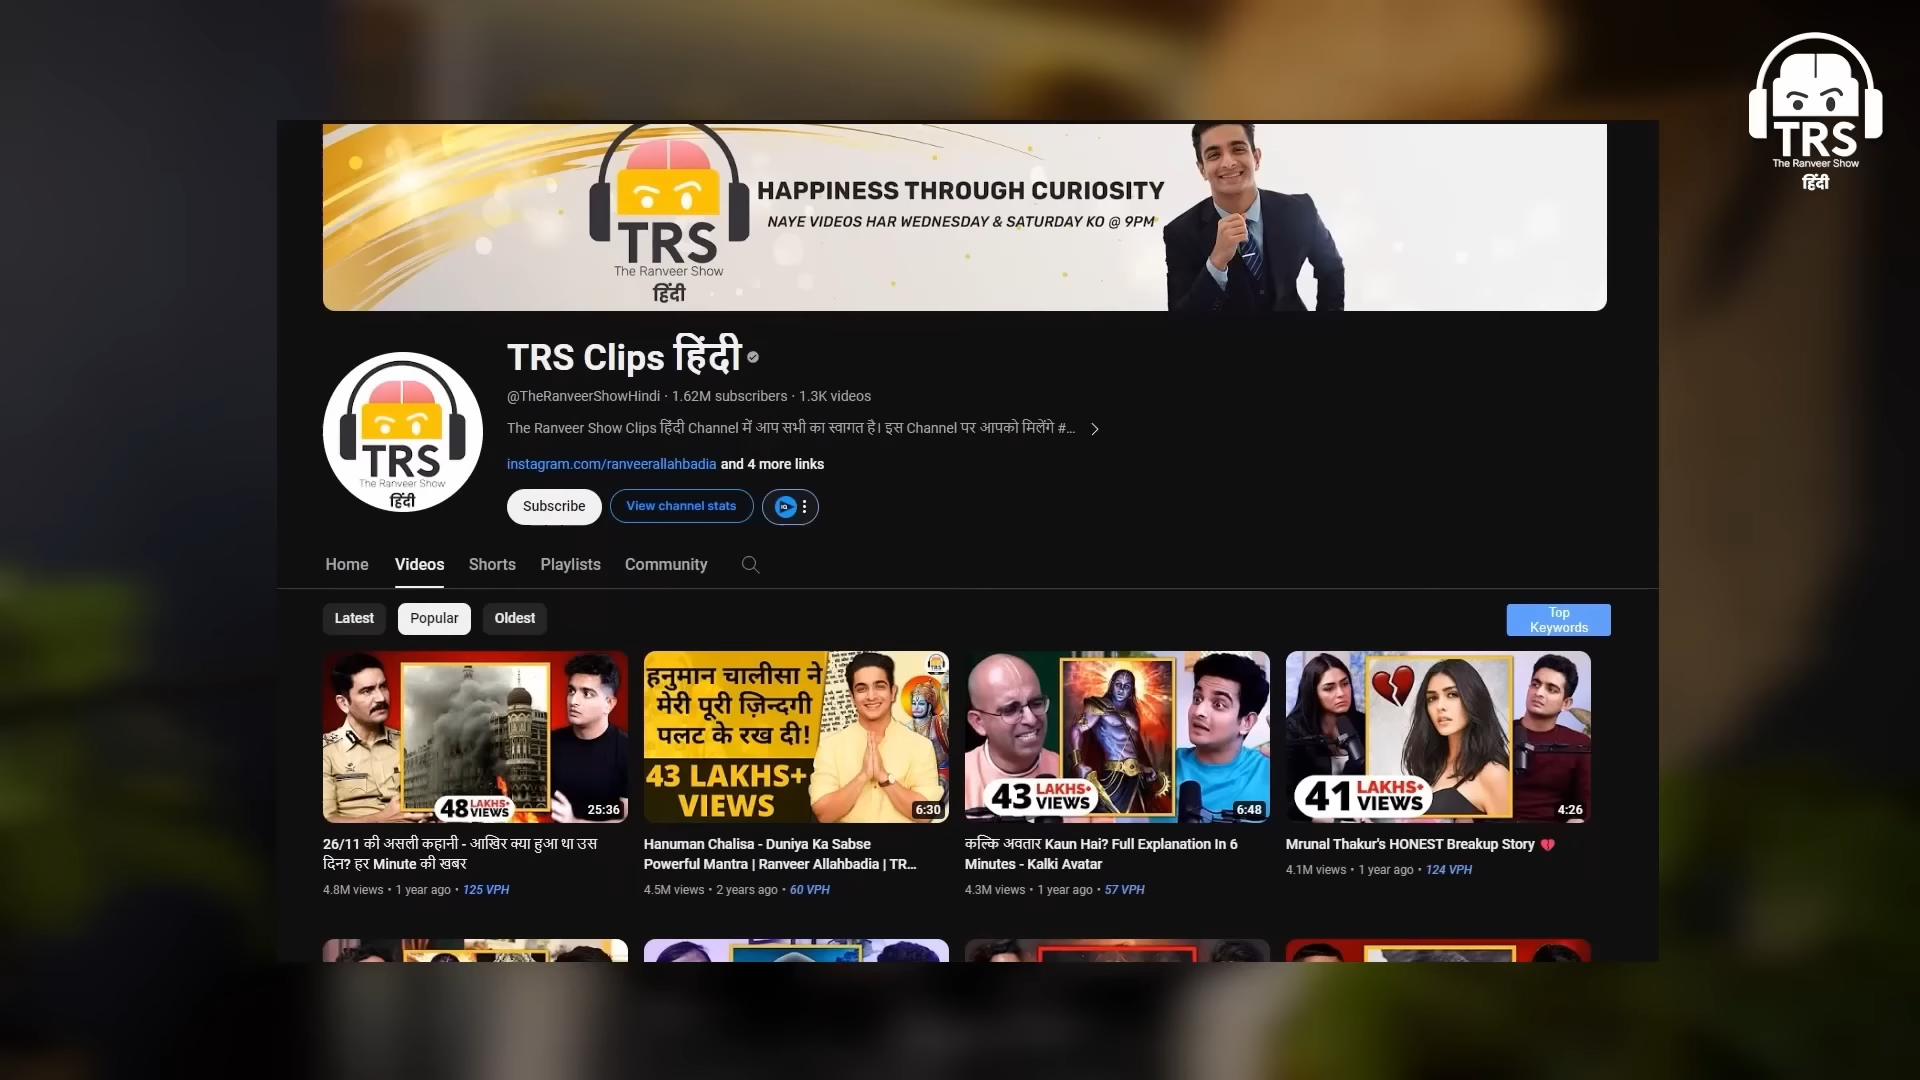 TRS
The Ranveer Show
हिंदी
TRS
The Ranveer Show
हिंदी
HAPPINESS THROUGH CURIOSITY
NAYE VIDEOS HAR WEDNESDAY & SATURDAY KO @ 9PM
TRS
The Ranveer Show
हिंदी
TRS Clips हिंदी
@TheRanveerShowHindi · 1.62M subscribers · 1.3K videos
The Ranveer Show Clips हिंदी Channel में आप सभी का स्वागत है। इस Channel पर आपको मिलेंगे #...
instagram.com/ranveerallahbadia and 4 more links
Subscribe
View channel stats
Home
Videos
Shorts
Playlists
Community
Latest
Popular
Oldest
Top
Keywords
48 LAKHS+
VIEWS
25:36
हनुमान चालीसा ने
मेरी पूरी ज़िन्दगी
पलट के रख दी!
43 LAKHS+
VIEWS
6:30
43 LAKHS+
VIEWS
6:48
41 LAKHS+
VIEWS
4:26
26/11 की असली कहानी - आखिर क्या हुआ था उस
दिन? हर Minute की खबर
4.8M views • 1 year ago • 125 VPH
Hanuman Chalisa - Duniya Ka Sabse
Powerful Mantra | Ranveer Allahbadia | TR...
4.5M views • 2 years ago • 60 VPH
कल्कि अवतार Kaun Hai? Full Explanation In 6
Minutes - Kalki Avatar
4.3M views • 1 year ago • 57 VPH
Mrunal Thakur's HONEST Breakup Story 💔
4.1M views • 1 year ago • 124 VPH